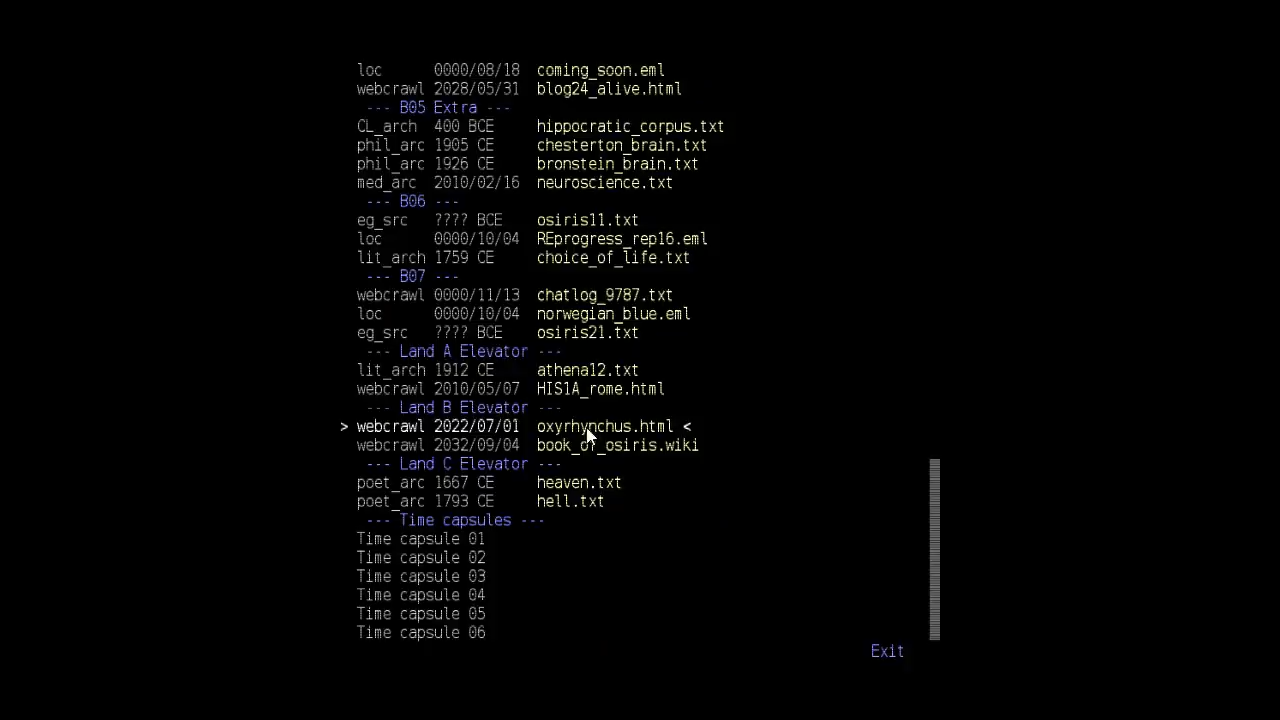 loc 0000/08/18 coming_soon.eml
webcrawl 2028/05/31 blog24_alive.html
--- B05 Extra ---
CL_arch 400 BCE hippocratic_corpus.txt
phil_arc 1905 CE chesterton_brain.txt
phil_arc 1926 CE bronstein_brain.txt
med_arc 2010/02/16 neuroscience.txt
--- B06 ---
eg_src ???? BCE osiris11.txt
loc 0000/10/04 REprogress_rep16.eml
lit_arch 1759 CE choice_of_life.txt
--- B07 ---
webcrawl 0000/11/13 chatlog_9787.txt
loc 0000/10/04 norwegian_blue.eml
eg_src ???? BCE osiris21.txt
--- Land A Elevator ---
lit_arch 1912 CE athena12.txt
webcrawl 2010/05/07 HIS1A_rome.html
--- Land B Elevator ---
> webcrawl 2022/07/01 oxyrhynchus.html <
webcrawl 2032/09/04 book_of_osiris.wiki
--- Land C Elevator ---
poet_arc 1667 CE heaven.txt
poet_arc 1793 CE hell.txt
--- Time capsules ---
Time capsule 01
Time capsule 02
Time capsule 03
Time capsule 04
Time capsule 05
Time capsule 06
Exit